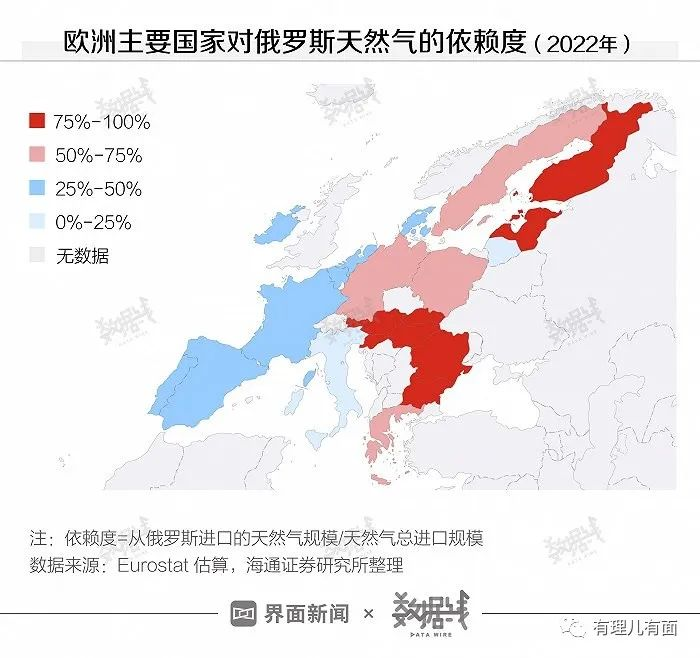 欧洲主要国家对俄罗斯天然气的依赖度（2022年）
75%-100%
50%-75%
25%-50%
0%-25%
无数据
注：依赖度=从俄罗斯进口的天然气规模/天然气总进口规模
数据来源：Eurostat 估算，海通证券研究所整理
界面新闻 × 数据线
DATA WIRE
有理儿有面